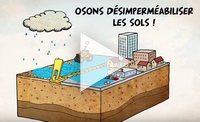 OSONS DÉSIMPERMÉABILISER
LES SOLS !